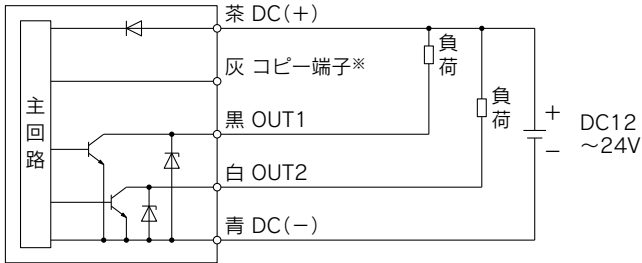 茶 DC(+)
負荷
灰 コピー端子※
負荷
主回路
黒 OUT1
+
DC12
～24V
−
白 OUT2
青 DC(−)